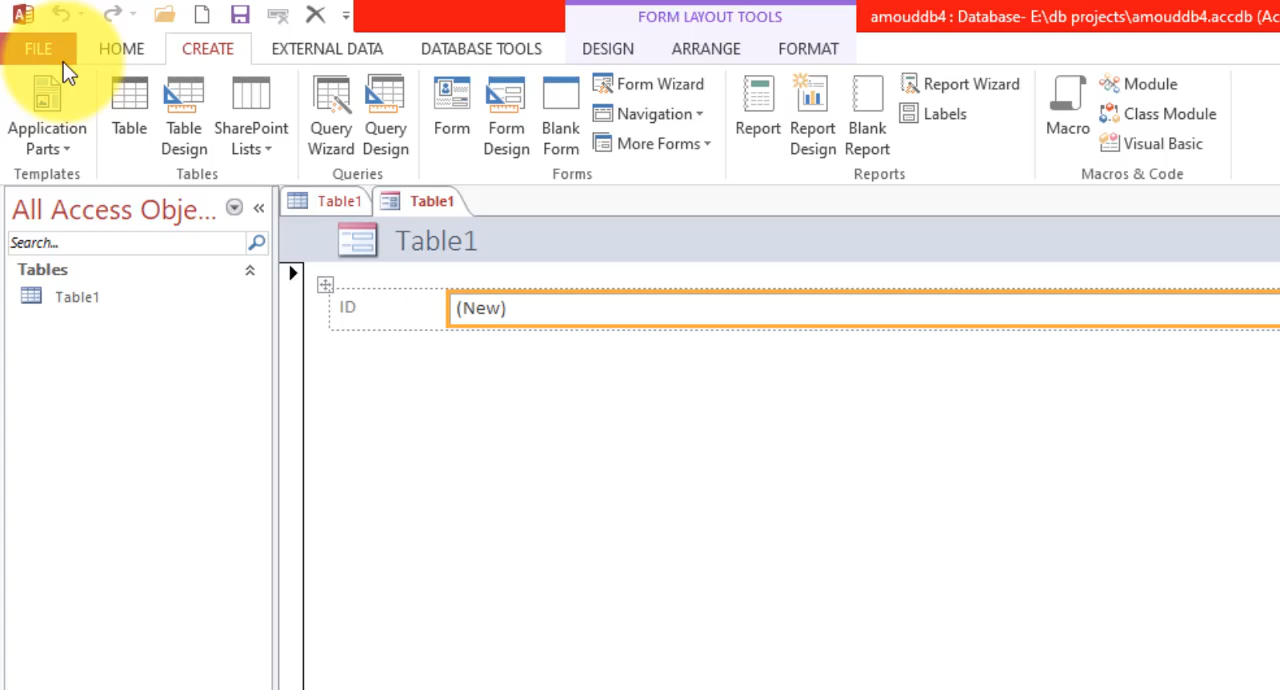 FORM LAYOUT TOOLS
amouddb4 : Database- E:\db projects\amouddb4.accdb (Ac
FILE HOME CREATE EXTERNAL DATA DATABASE TOOLS DESIGN ARRANGE FORMAT
Application Parts
Table
Table Design
SharePoint Lists
Query Wizard
Query Design
Form
Form Design
Blank Form
Form Wizard
Navigation
More Forms
Report
Report Design
Blank Report
Report Wizard
Labels
Macro
Module
Class Module
Visual Basic
Templates Tables Queries Forms Reports Macros & Code
All Access Obje...
Search...
Tables
Table1
Table1 Table1
Table1
ID (New)